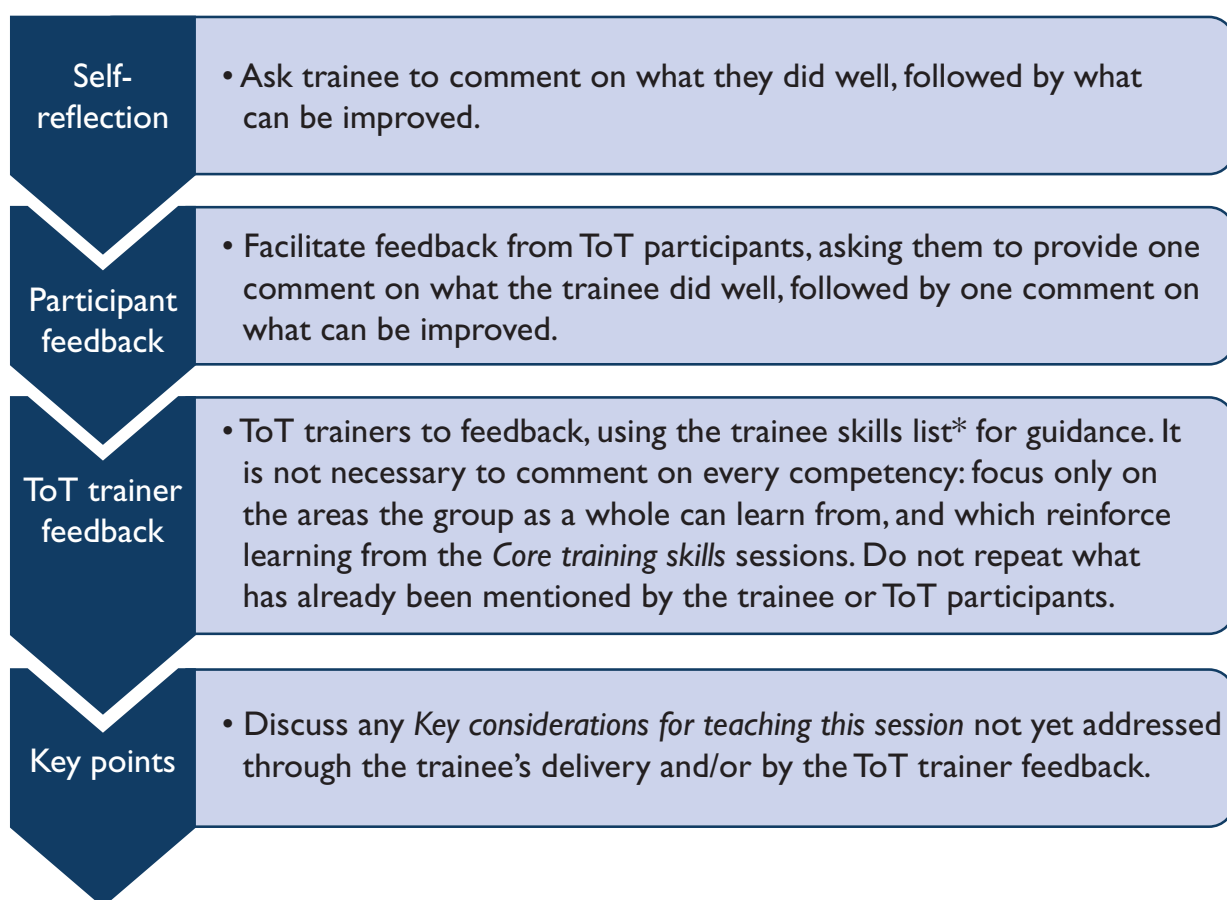 Self-
reflection
• Ask trainee to comment on what they did well, followed by what
can be improved.
Participant
feedback
• Facilitate feedback from ToT participants, asking them to provide one
comment on what the trainee did well, followed by one comment on
what can be improved.
ToT trainer
feedback
• ToT trainers to feedback, using the trainee skills list* for guidance. It
is not necessary to comment on every competency: focus only on
the areas the group as a whole can learn from, and which reinforce
learning from the Core training skills sessions. Do not repeat what
has already been mentioned by the trainee or ToT participants.
Key points
• Discuss any Key considerations for teaching this session not yet addressed
through the trainee's delivery and/or by the ToT trainer feedback.